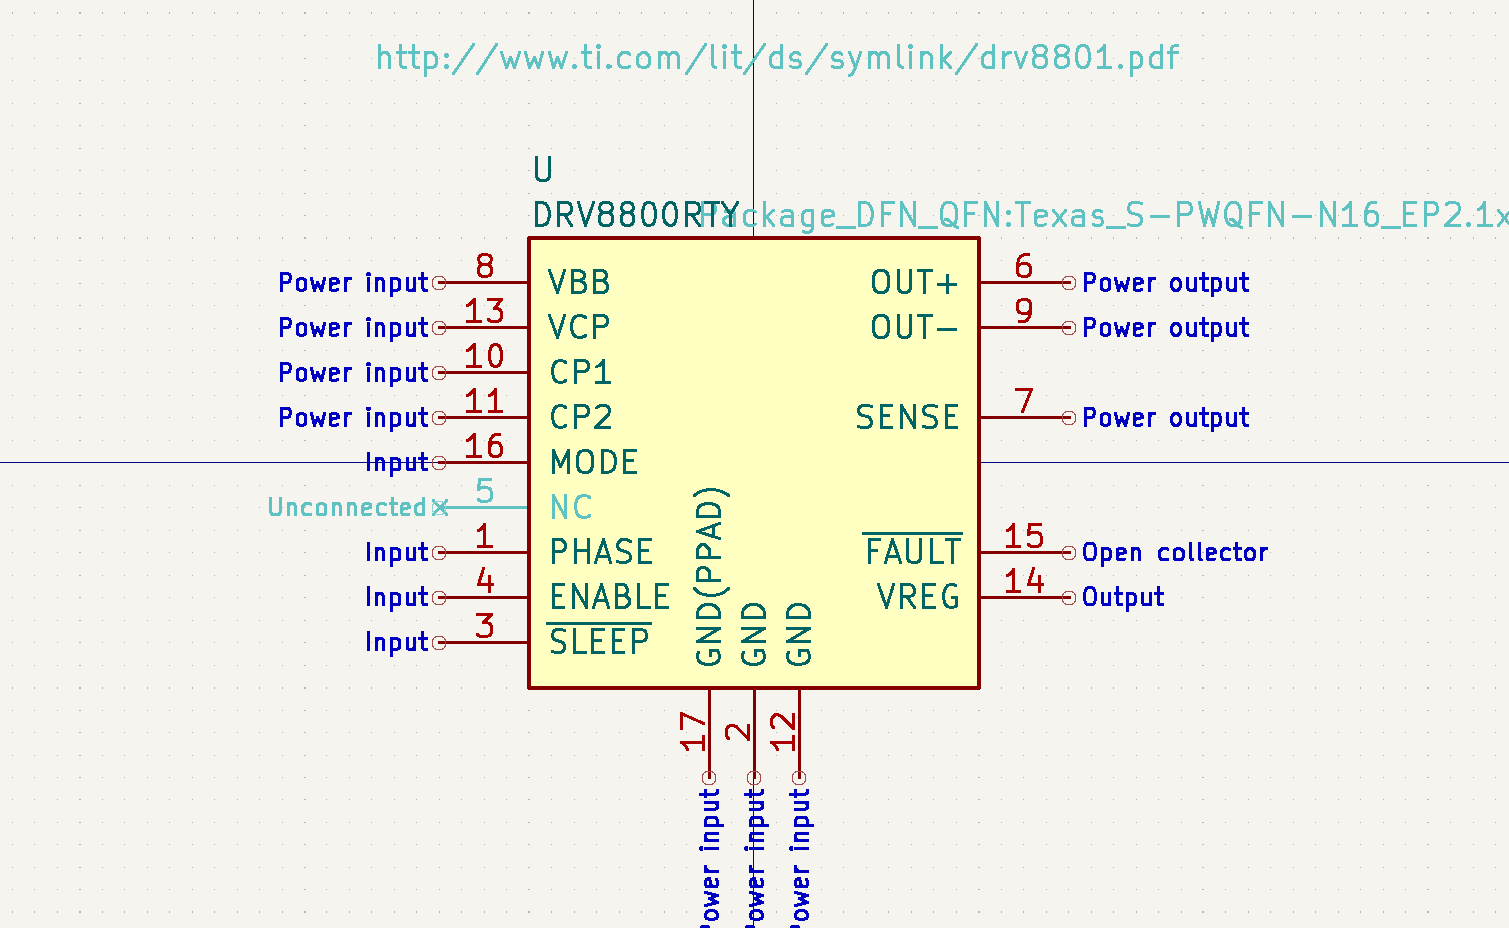 http://www.ti.com/lit/ds/symlink/drv8801.pdf
U
DRV8800RTY
Package_DFN_QFN:Texas_S-PWQFN-N16_EP2.1x
Power input 8 VBB
Power input 13 VCP
Power input 10 CP1
Power input 11 CP2
Input 16 MODE
Unconnected 5 NC
Input 1 PHASE
Input 4 ENABLE
Input 3 SLEEP
OUT+ 6 Power output
OUT- 9 Power output
SENSE 7 Power output
FAULT 15 Open collector
VREG 14 Output
GND(PPAD) 17 Power input
GND 2 Power input
GND 12 Power input